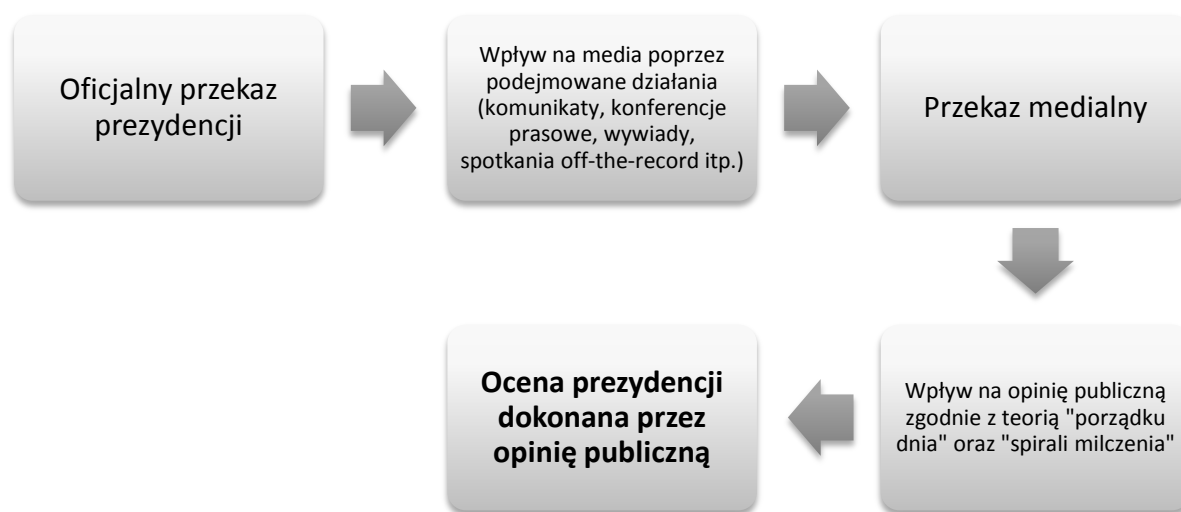 Oficjalny przekaz
prezydencji
Wpływ na media poprzez
podejmowane działania
(komunikaty, konferencje
prasowe, wywiady,
spotkania off-the-record itp.)
Przekaz medialny
Wpływ na opinię publiczną
zgodnie z teorią "porządku
dnia" oraz "spirali milczenia"
Ocena prezydencji
dokonana przez
opinię publiczną